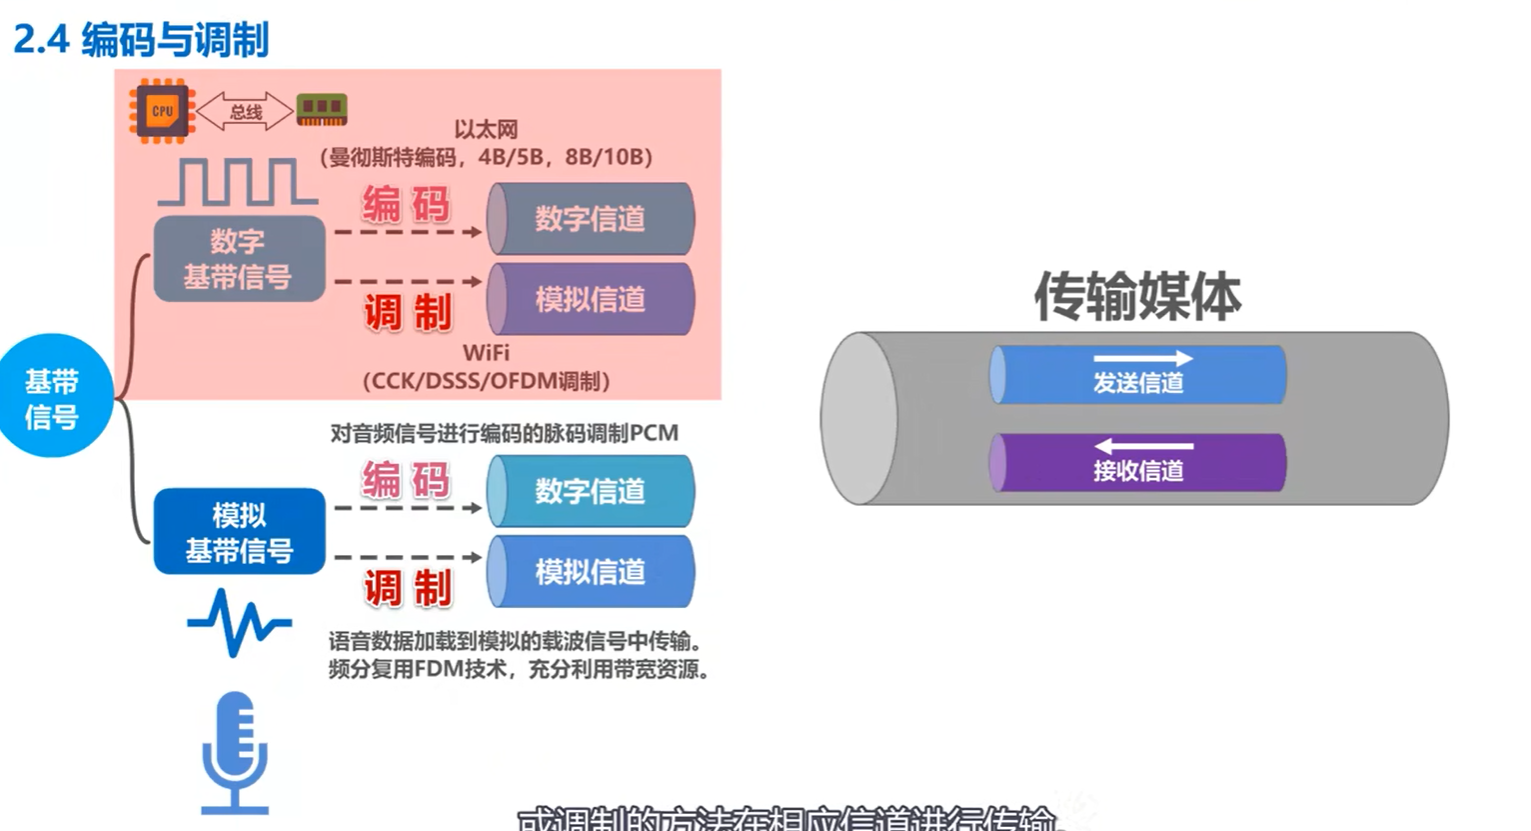 2.4 编码与调制
CPU
总线
以太网
（曼彻斯特编码，4B/5B，8B/10B）
编 码
数字信道
数字
基带信号
模拟信道
调 制
WiFi
（CCK/DSSS/OFDM调制）
基带
信号
对音频信号进行编码的脉码调制PCM
编 码
数字信道
模拟
基带信号
模拟信道
调 制
语音数据加载到模拟的载波信号中传输。
频分复用FDM技术，充分利用带宽资源。
传输媒体
发送信道
接收信道
或调制的方法在相应信道进行传输。